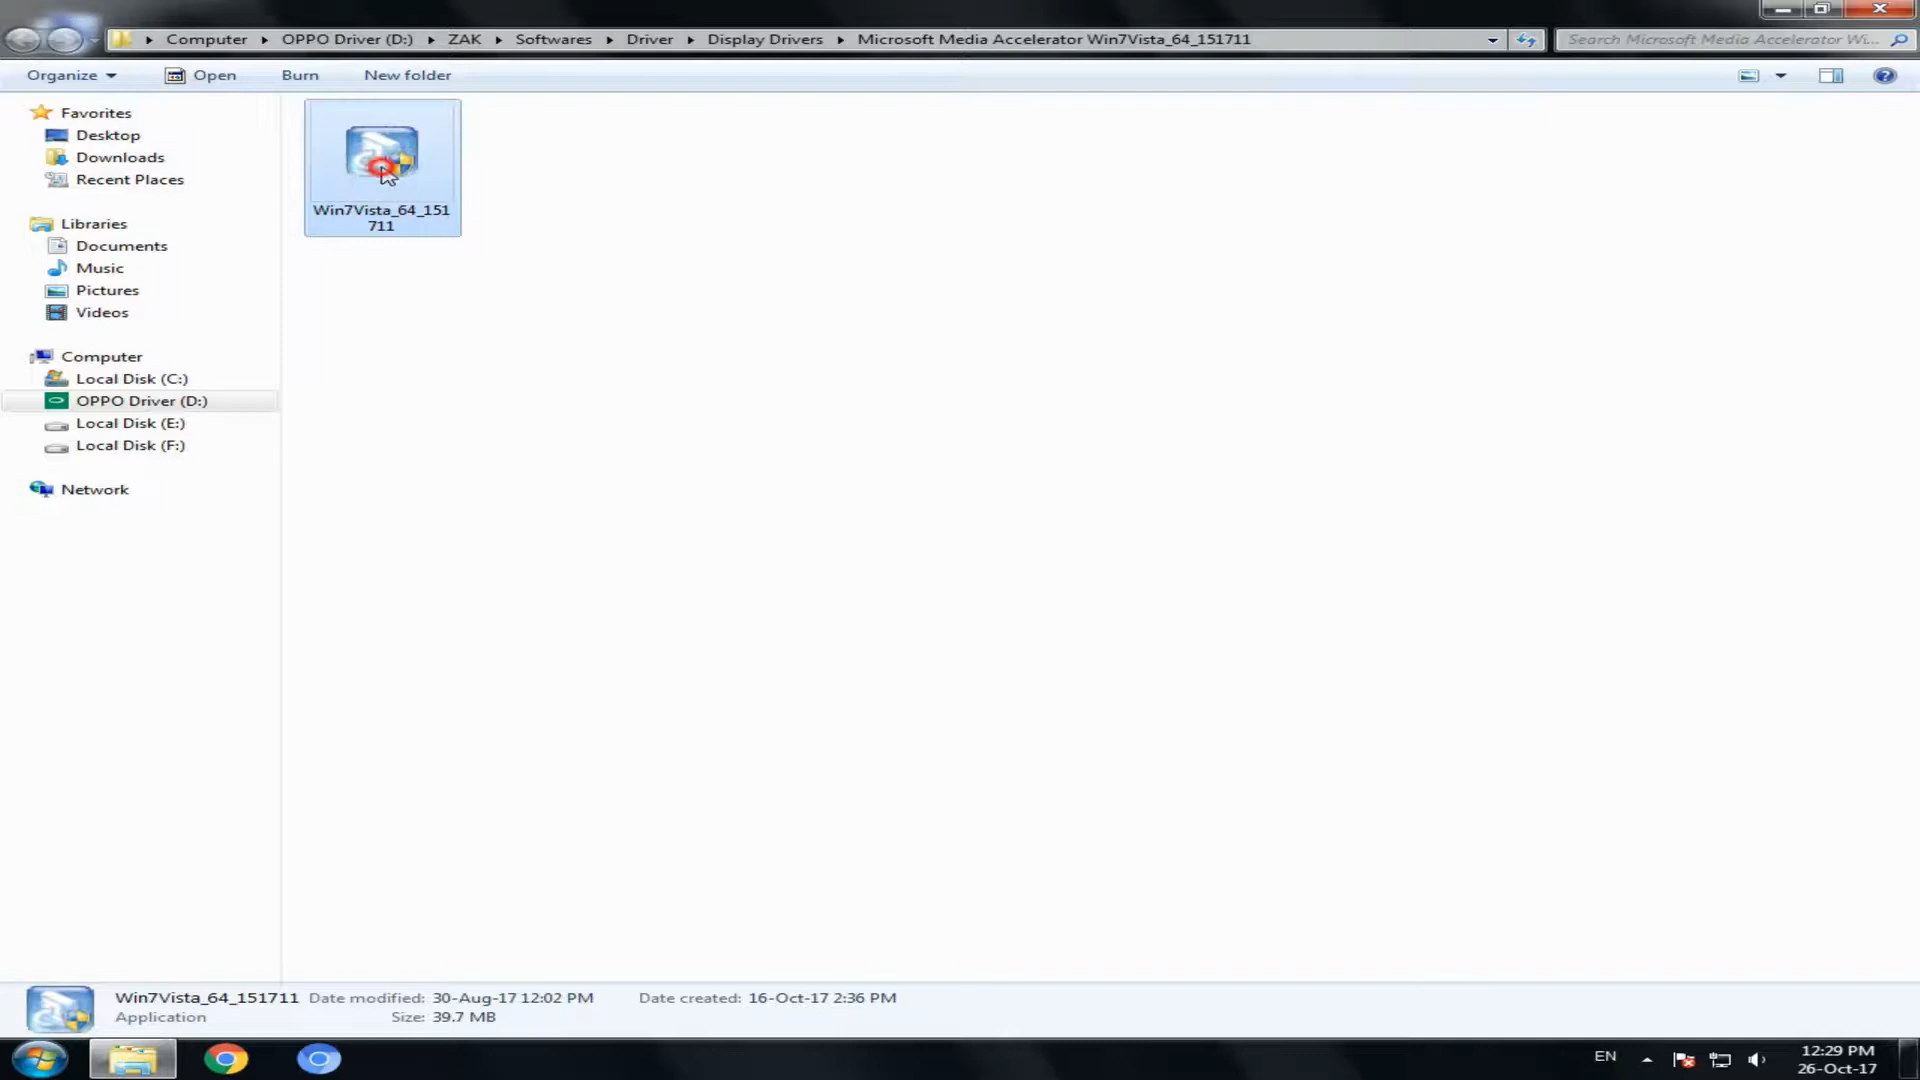 Computer OPPO Driver (D:) ZAK Softwares Driver Display Drivers Microsoft Media Accelerator Win7Vista_64_151711
Search Microsoft Media Accelerator Wi...
Organize Open Burn New folder
Favorites
Desktop
Downloads
Recent Places
Libraries
Documents
Music
Pictures
Videos
Computer
Local Disk (C:)
OPPO Driver (D:)
Local Disk (E:)
Local Disk (F:)
Network
Win7Vista_64_151
711
Win7Vista_64_151711 Date modified: 30-Aug-17 12:02 PM Date created: 16-Oct-17 2:36 PM
Application Size: 39.7 MB
EN
12:29 PM
26-Oct-17